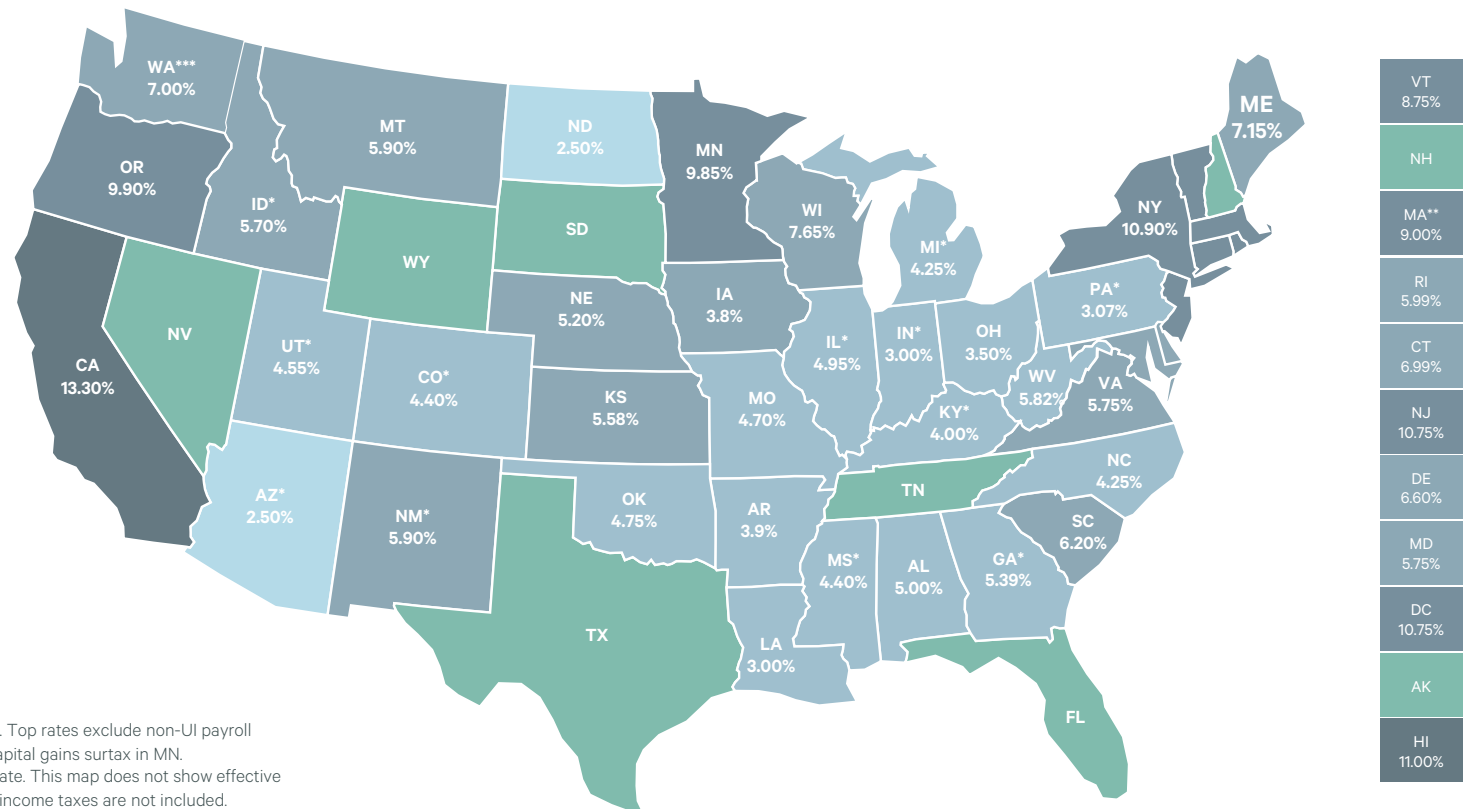 WA***
7.00%
MT
5.90%
ND
2.50%
MN
9.85%
ME
7.15%
OR
9.90%
ID*
5.70%
WY
SD
WI
7.65%
MI*
4.25%
NY
10.90%
CA
13.30%
NV
UT*
4.55%
CO*
4.40%
NE
5.20%
IA
3.8%
IL*
4.95%
IN*
3.00%
OH
3.50%
PA*
3.07%
KS
5.58%
MO
4.70%
KY*
4.00%
WV
5.82%
VA
5.75%
AZ*
2.50%
NM*
5.90%
OK
4.75%
AR
3.9%
TN
NC
4.25%
SC
6.20%
TX
LA
3.00%
MS*
4.40%
AL
5.00%
GA*
5.39%
FL
VT
8.75%
NH
MA**
9.00%
RI
5.99%
CT
6.99%
NJ
10.75%
DE
6.60%
MD
5.75%
DC
10.75%
AK
HI
11.00%
. Top rates exclude non-UI payroll
apital gains surtax in MN.
ate. This map does not show effective
income taxes are not included.